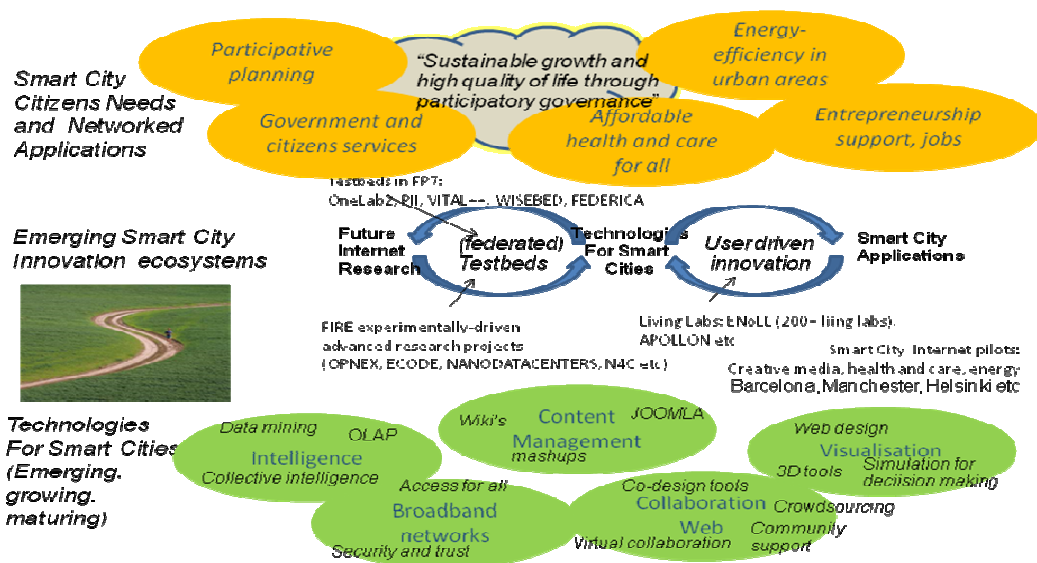 Smart City
Citizens Needs
and Networked
Applications
Participative
planning
"Sustainable growth and
high quality of life through
participatory governance"
Energy-
efficiency in
urban areas
Government and
citizens services
Affordable
health and care
for all
Entrepreneurship
support, jobs
Emerging Smart City
Innovation ecosystems
Testbeds in FP7:
OneLab2, PII, VITAL++, WISEBED, FEDERICA
Future
Internet
Research
(federated)
Testbeds
Technologies
For Smart
Cities
User driven
innovation
Smart City
Applications
FIRE experimentally-driven
advanced research projects
(OPNEX, ECODE, NANODATACENTERS, N4C etc)
Living Labs: ENoLL (200+ liing labs).
APOLLON etc
Smart City Internet pilots:
Creative media, health and care, energy
Barcelona, Manchester, Helsinki etc
Technologies
For Smart Cities
(Emerging,
growing.
maturing)
Data mining
OLAP
Intelligence
Collective intelligence
Wiki's
Content
JOOMLA
Management
mashups
Web design
Visualisation
3D tools
Simulation for
deciision making
Access for all
Broadband
networks
Security and trust
Co-design tools
Collaboration
Web
Crowdsourcing
Virtual collaboration
Community
support